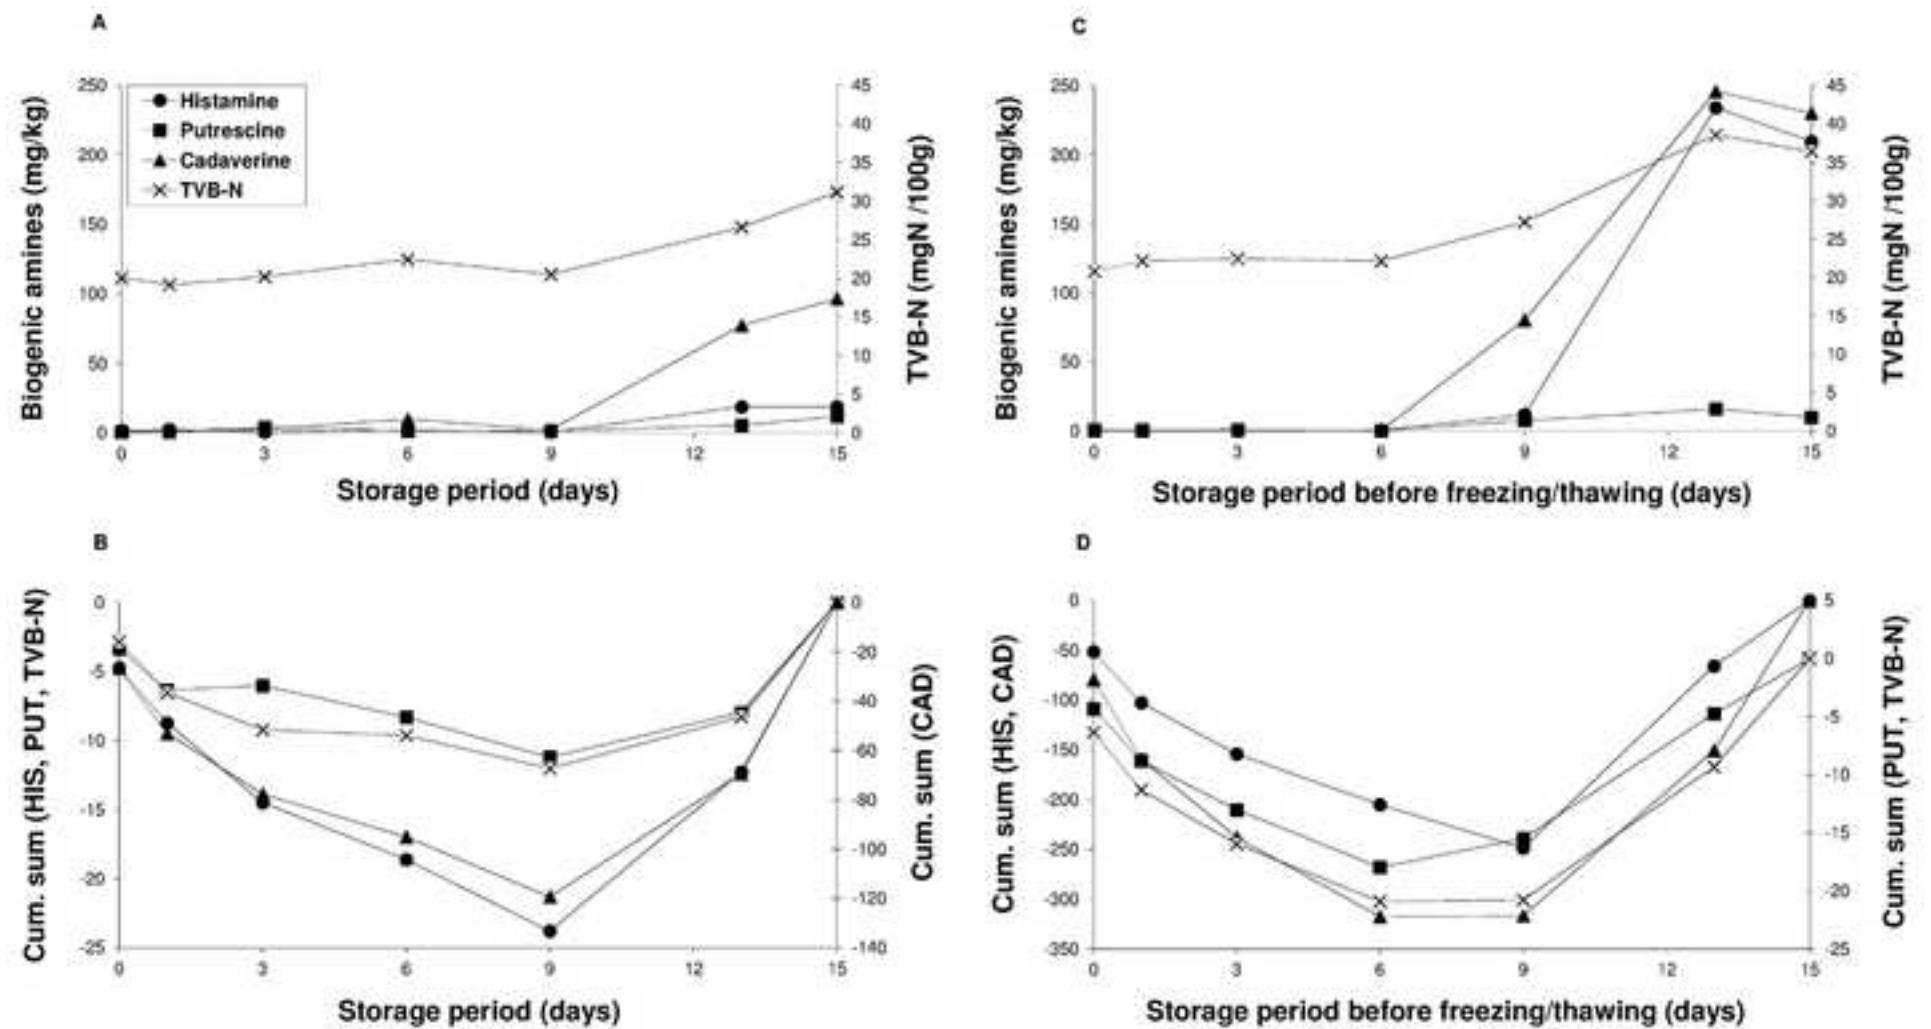 A
Biogenic amines (mg/kg)
250
200
150
100
50
0
Histamine
Putrescine
Cadaverine
TVB-N
45
40
35
30
25
20
15
10
5
0
TVB-N (mgN /100g)
0 3 6 9 12 15
Storage period (days)
C
Biogenic amines (mg/kg)
250
200
150
100
50
0
45
40
35
30
25
20
15
10
5
0
TVB-N (mgN /100g)
0 3 6 9 12 15
Storage period before freezing/thawing (days)
B
Cum. sum (HIS, PUT, TVB-N)
0
-5
-10
-15
-20
-25
0
-20
-40
-60
-80
-100
-120
-140
Cum. sum (CAD)
0 3 6 9 12 15
Storage period (days)
D
Cum. sum (HIS, CAD)
0
-50
-100
-150
-200
-250
-300
-350
5
0
-5
-10
-15
-20
-25
Cum. sum (PUT, TVB-N)
0 3 6 9 12 15
Storage period before freezing/thawing (days)